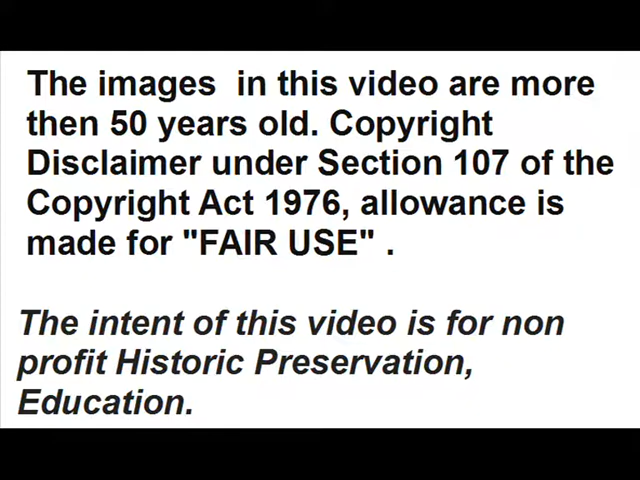 The images  in this video are more
then 50 years old. Copyright
Disclaimer under Section 107 of the
Copyright Act 1976, allowance is
made for "FAIR USE" .
The intent of this video is for non
profit Historic Preservation,
Education.